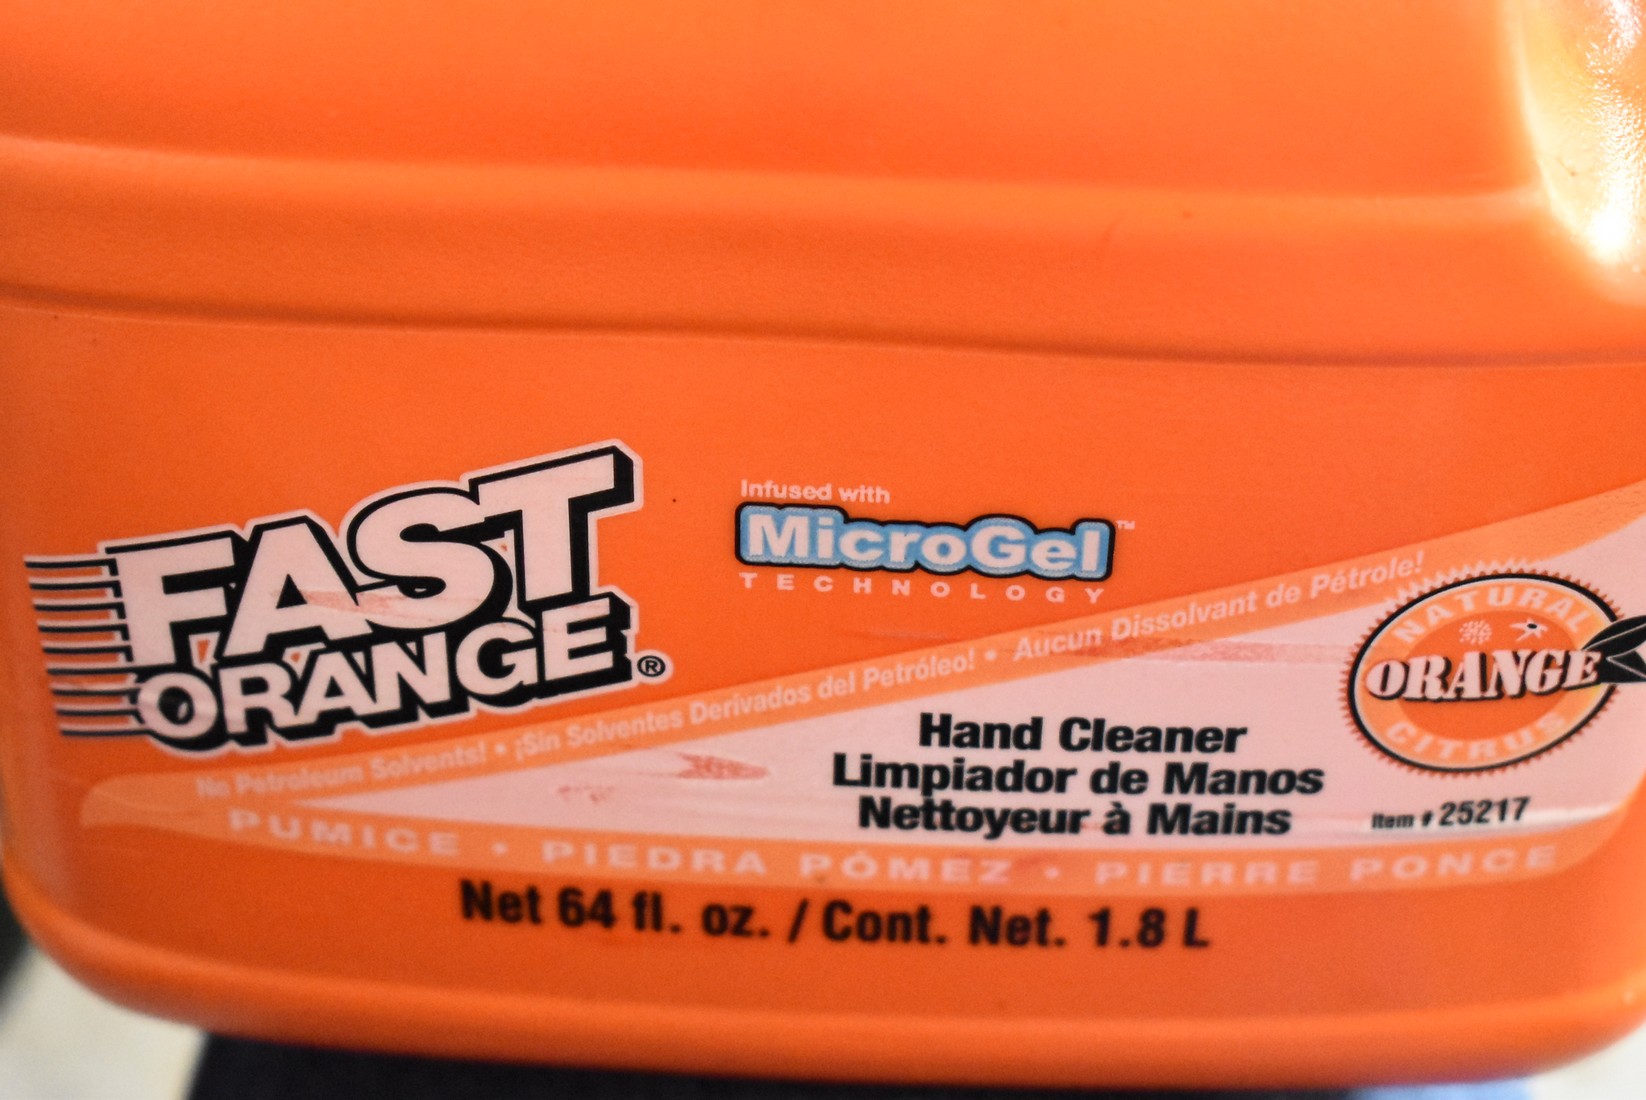 FAST
ORANGE®
Infused with
MicroGel™
TECHNOLOGY
No Petroleum Solvents! • ¡Sin Solventes Derivados del Petróleo! • Aucun Dissolvant de Pétrole!
NATURAL
ORANGE
CITRUS
Hand Cleaner
Limpiador de Manos
Nettoyeur à Mains
Item # 25217
PUMICE • PIEDRA PÓMEZ • PIERRE PONCE
Net 64 fl. oz. / Cont. Net. 1.8 L